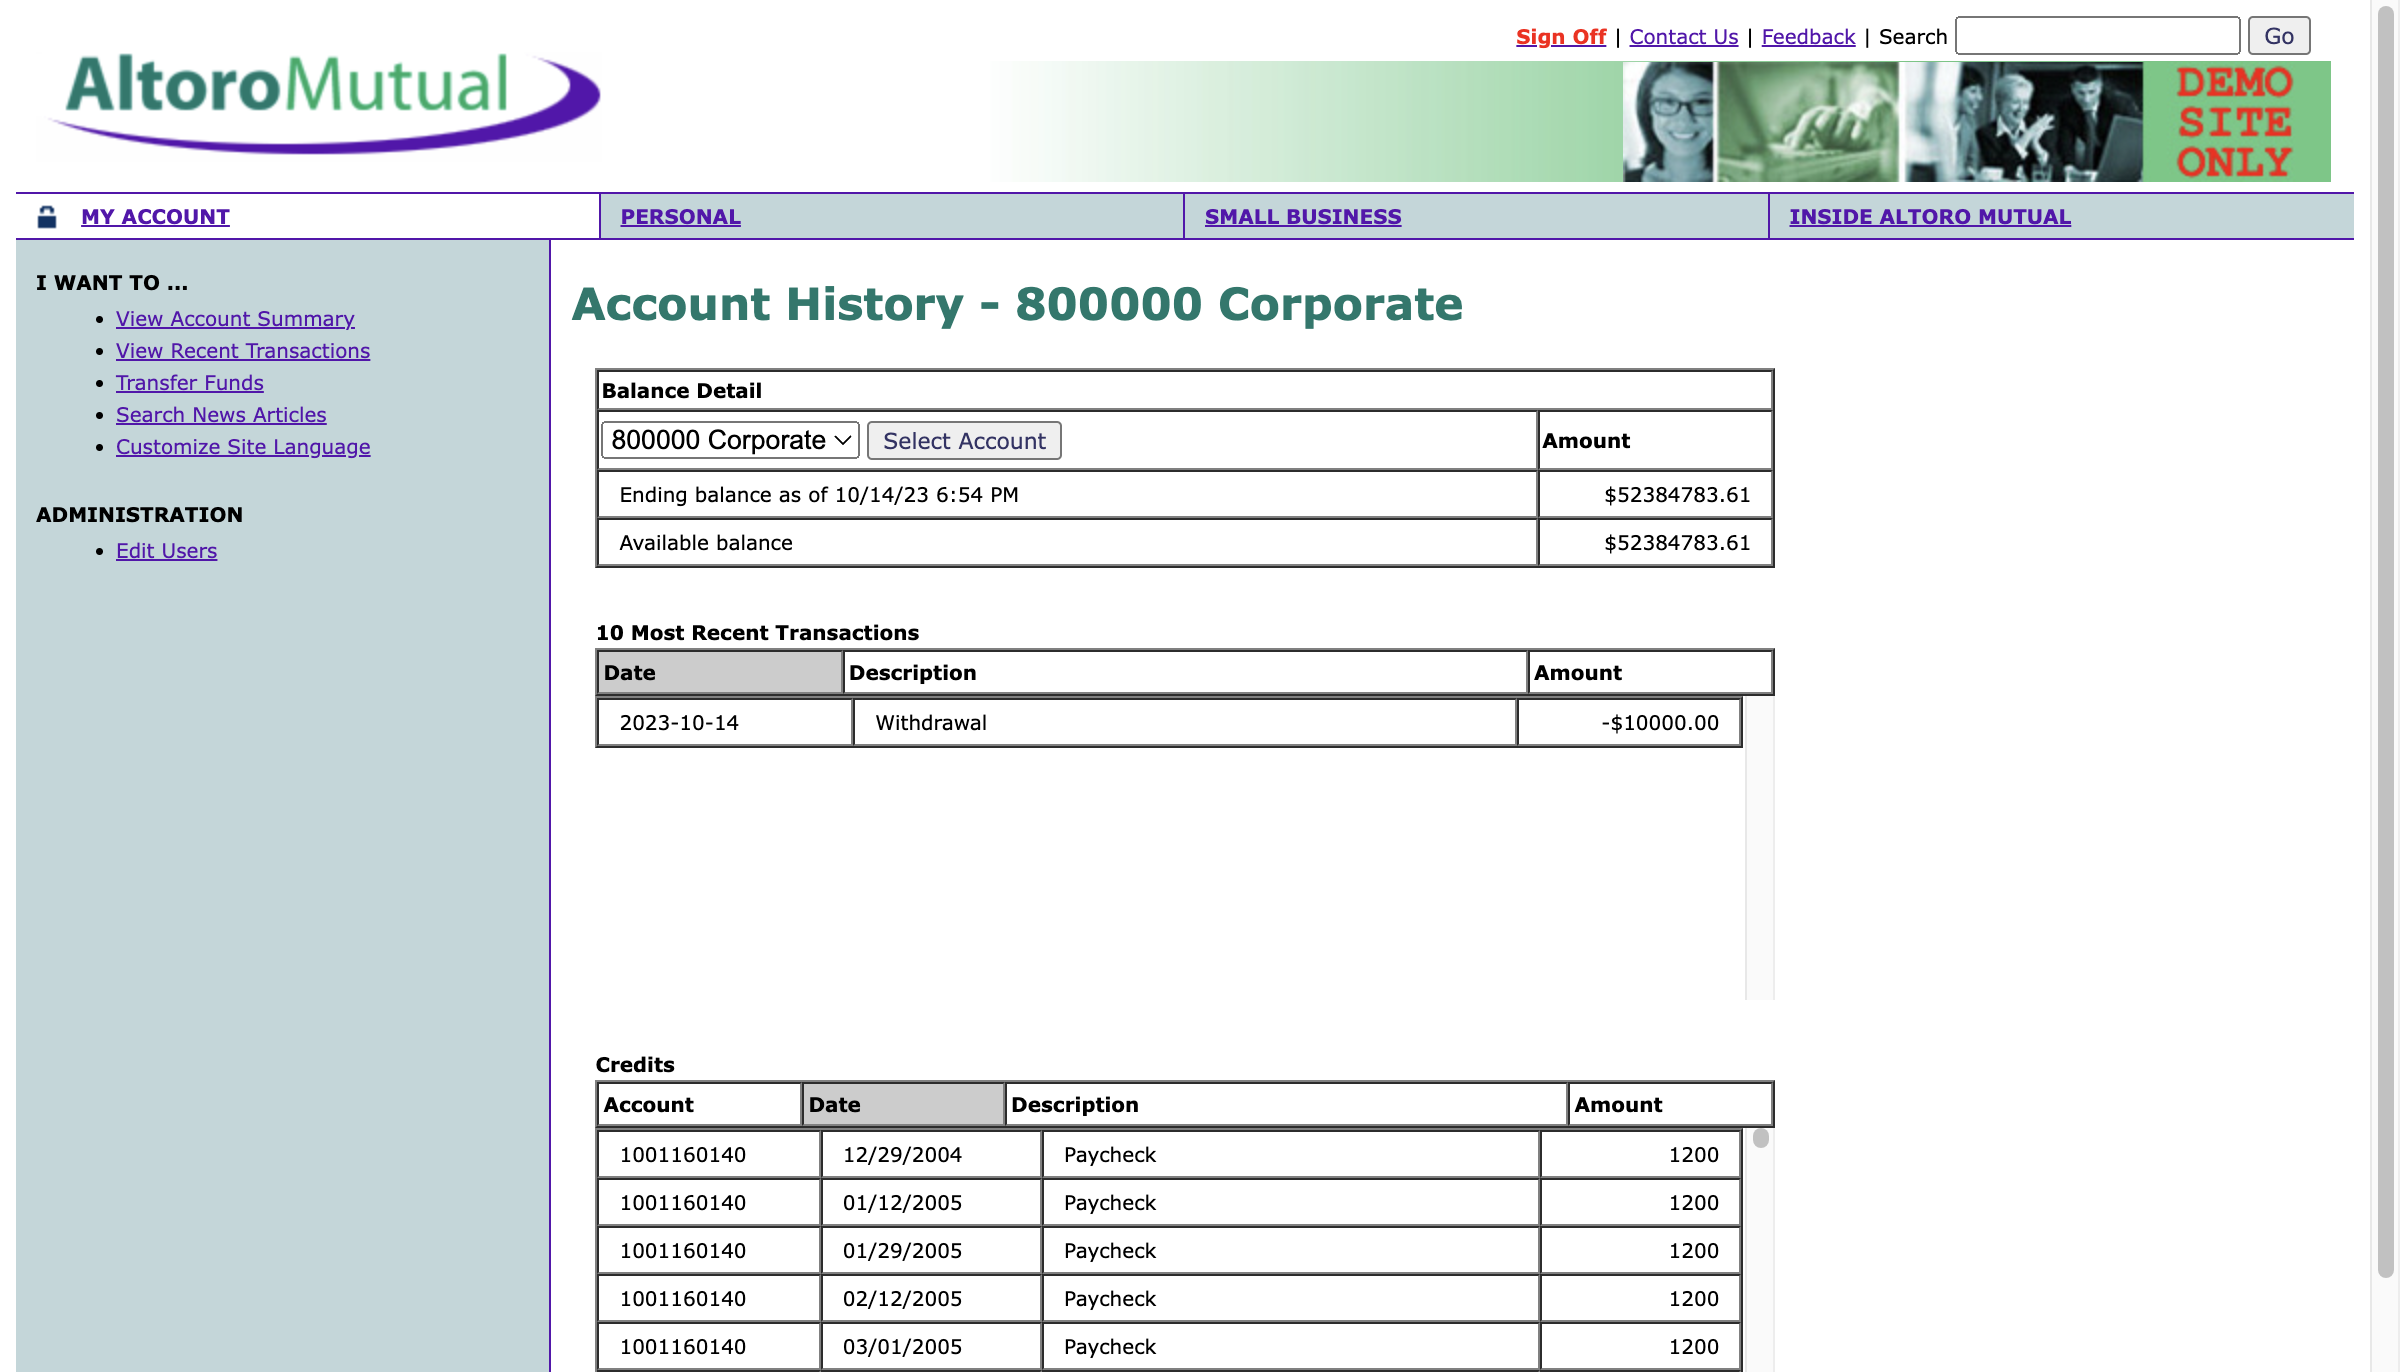 Sign Off | Contact Us | Feedback | Search Go
AltoroMutual
DEMO
SITE
ONLY
MY ACCOUNT PERSONAL SMALL BUSINESS INSIDE ALTORO MUTUAL
I WANT TO ...
• View Account Summary
• View Recent Transactions
• Transfer Funds
• Search News Articles
• Customize Site Language
ADMINISTRATION
• Edit Users
Account History - 800000 Corporate
Balance Detail
800000 Corporate Select Account Amount
Ending balance as of 10/14/23 6:54 PM $52384783.61
Available balance $52384783.61
10 Most Recent Transactions
Date Description Amount
2023-10-14 Withdrawal -$10000.00
Credits
Account Date Description Amount
1001160140 12/29/2004 Paycheck 1200
1001160140 01/12/2005 Paycheck 1200
1001160140 01/29/2005 Paycheck 1200
1001160140 02/12/2005 Paycheck 1200
1001160140 03/01/2005 Paycheck 1200